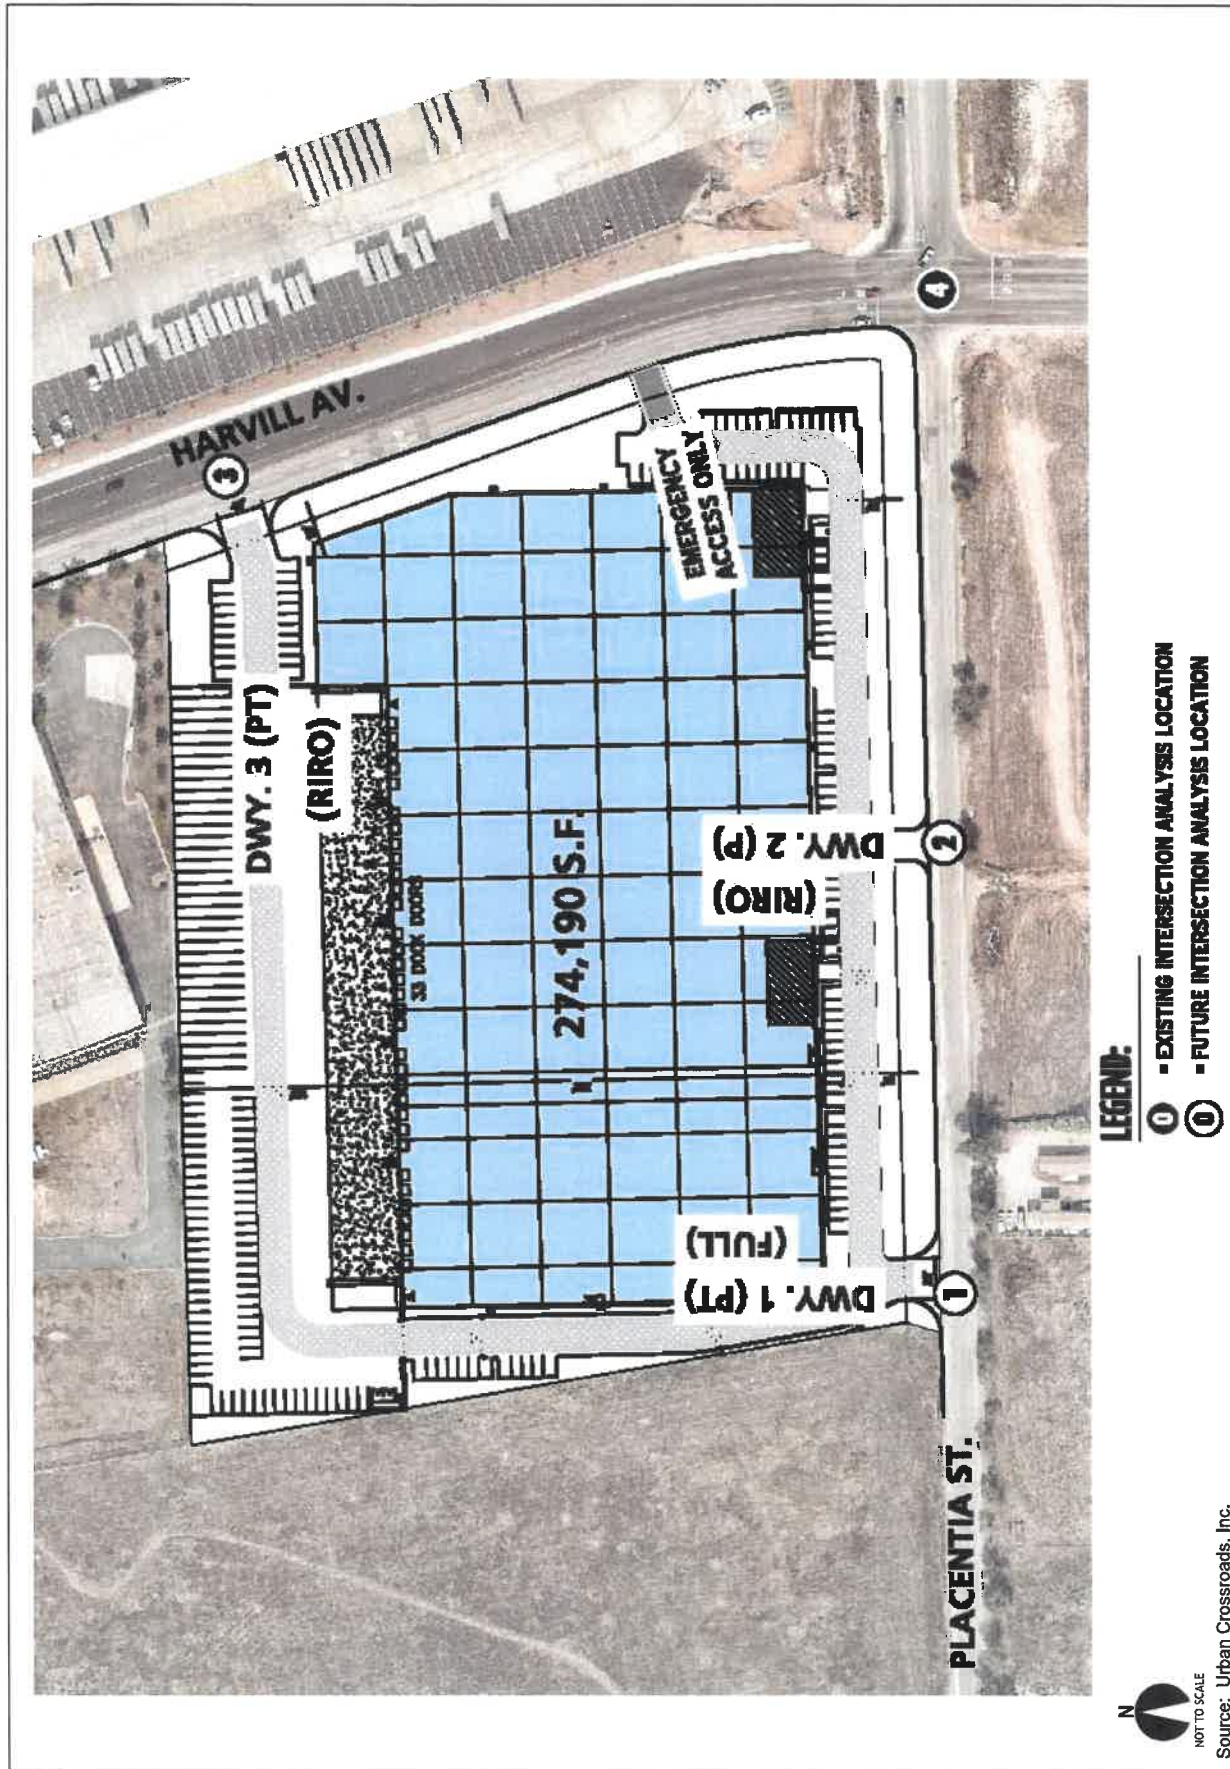 HARVILL AV.
3
DWY. 3 (PT)
(RIRO)
33 DOCK DOORS
274,190 S.F.
EMERGENCY
ACCESS ONLY
DWY. 2 (P)
(RIRO)
DWY. 1 (PT)
(FULL)
1
2
4
PLACENTIA ST.
LEGEND:
0 = EXISTING INTERSECTION ANALYSIS LOCATION
0 = FUTURE INTERSECTION ANALYSIS LOCATION
N
NOT TO SCALE
Source: Urban Crossroads, Inc.